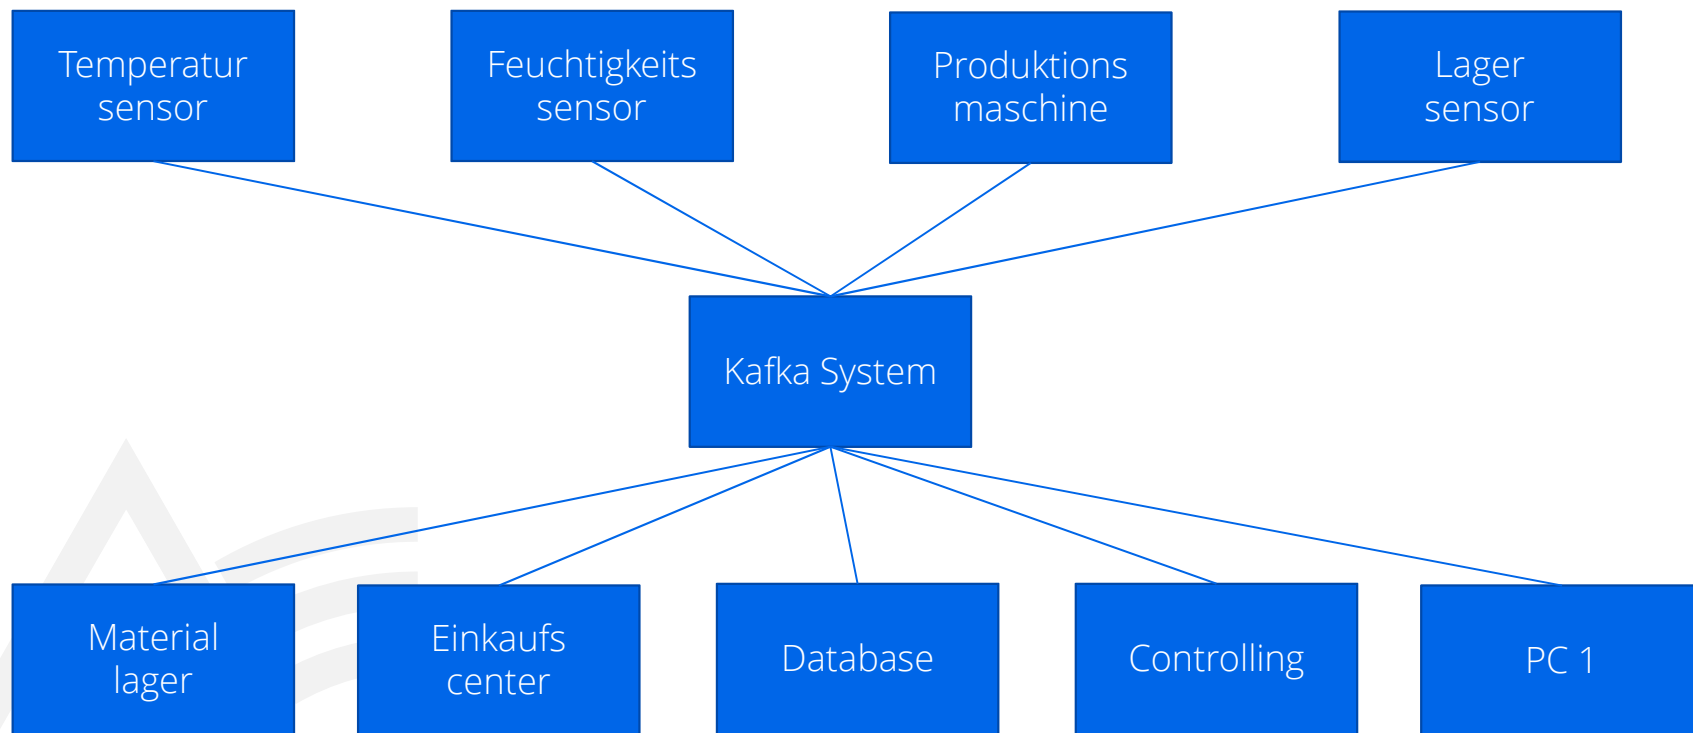 Temperatur
sensor
Feuchtigkeits
sensor
Produktions
maschine
Lager
sensor
Kafka System
Material
lager
Einkaufs
center
Database
Controlling
PC 1